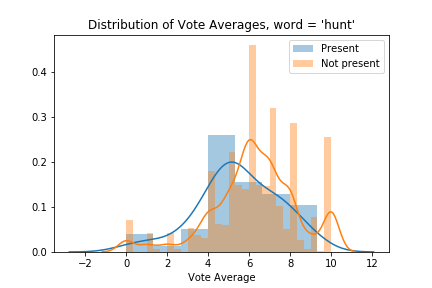 Distribution of Vote Averages, word = 'hunt'
Present
Not present
0.4
0.3
0.2
0.1
0.0
−2 0 2 4 6 8 10 12
Vote Average